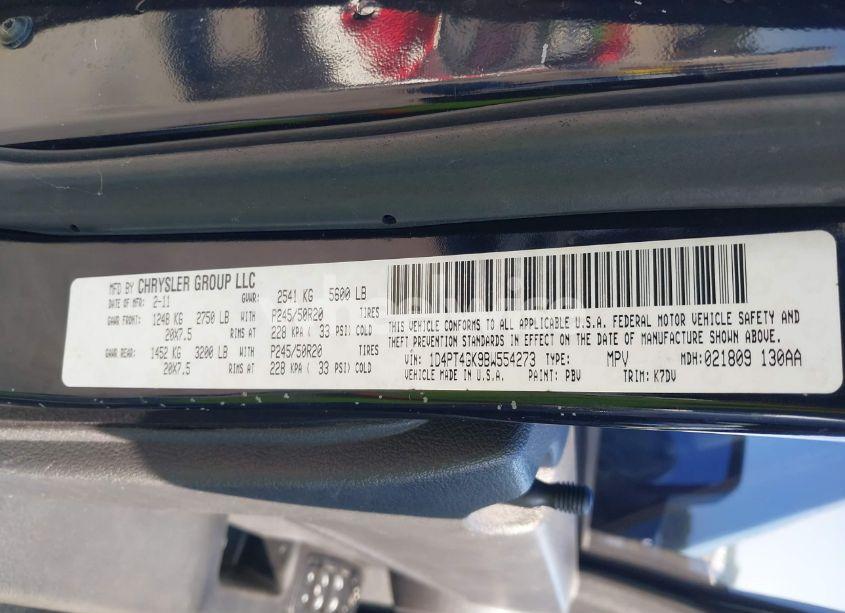 MFD BY CHRYSLER GROUP LLC
DATE OF MFR: 2-11 GVWR: 2541 KG 5600 LB
GAWR FRONT: 1248 KG 2750 LB P245/50R20 TIRES
20X7.5 RIMS AT 228 KPA ( 33 PSI) COLD
GAWR REAR: 1452 KG 3200 LB P245/50R20 TIRES
20X7.5 RIMS AT 228 KPA ( 33 PSI) COLD
THIS VEHICLE CONFORMS TO ALL APPLICABLE U.S.A. FEDERAL MOTOR VEHICLE SAFETY AND
THEFT PREVENTION STANDARDS IN EFFECT ON THE DATE OF MANUFACTURE SHOWN ABOVE.
VIN: 1D4PT4GK9BW554273 TYPE: MPV MDH: 021809 130AA
VEHICLE MADE IN U.S.A. PAINT: PBV TRIM: K7DV